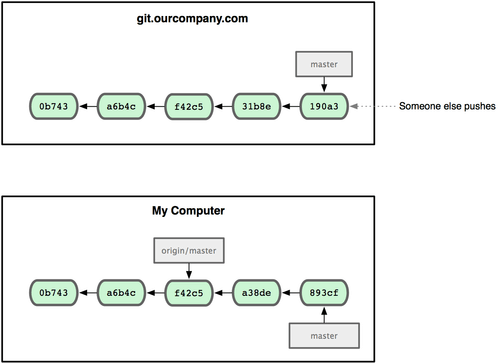 git.ourcompany.com
master
0b743 a6b4c f42c5 31b8e 190a3 Someone else pushes
My Computer
origin/master
0b743 a6b4c f42c5 a38de 893cf
master